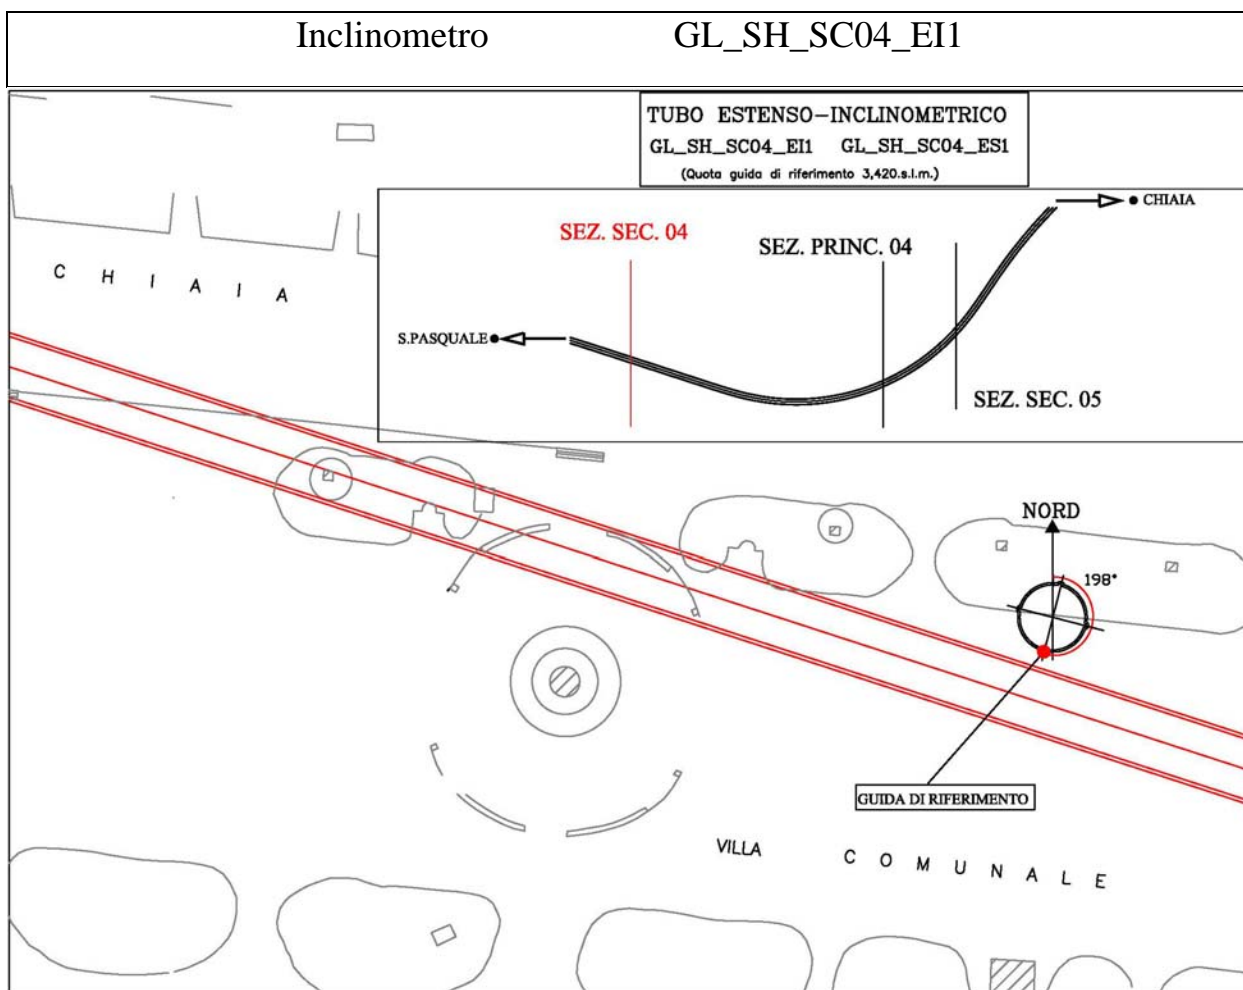 Inclinometro GL_SH_SC04_EI1
TUBO ESTENSO-INCLINOMETRICO
GL_SH_SC04_EI1 GL_SH_SC04_ES1
(Quota guida di riferimento 3,420.s.l.m.)
CHIAIA
SEZ. SEC. 04
SEZ. PRINC. 04
C H I A I A
S.PASQUALE
SEZ. SEC. 05
NORD
198°
GUIDA DI RIFERIMENTO
VILLA C O M U N A L E